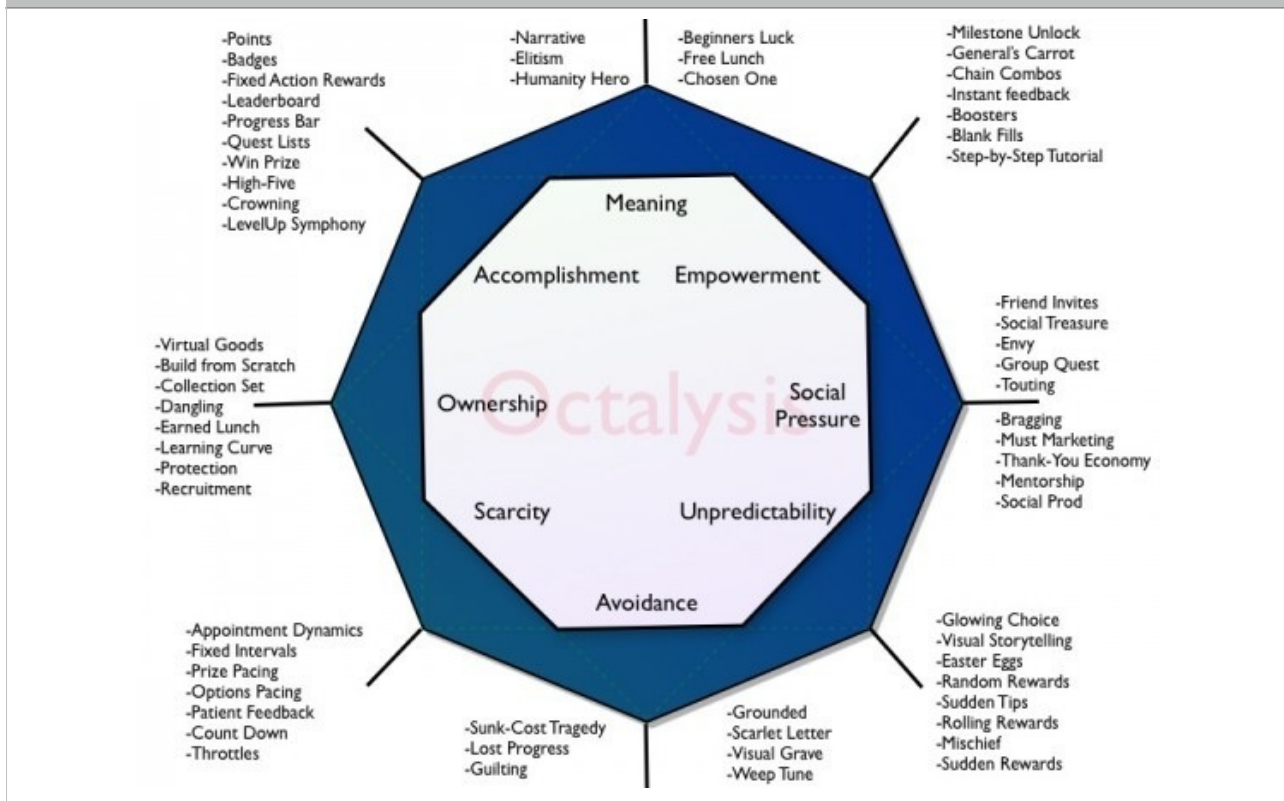 -Points
-Badges
-Fixed Action Rewards
-Leaderboard
-Progress Bar
-Quest Lists
-Win Prize
-High-Five
-Crowning
-LevelUp Symphony
-Narrative
-Elitism
-Humanity Hero
-Beginners Luck
-Free Lunch
-Chosen One
-Milestone Unlock
-General's Carrot
-Chain Combos
-Instant feedback
-Boosters
-Blank Fills
-Step-by-Step Tutorial
Meaning
Accomplishment
Empowerment
Ownership
Octalysis
Social
Pressure
Scarcity
Unpredictability
Avoidance
-Virtual Goods
-Build from Scratch
-Collection Set
-Dangling
-Earned Lunch
-Learning Curve
-Protection
-Recruitment
-Friend Invites
-Social Treasure
-Envy
-Group Quest
-Touting
-Bragging
-Must Marketing
-Thank-You Economy
-Mentorship
-Social Prod
-Appointment Dynamics
-Fixed Intervals
-Prize Pacing
-Options Pacing
-Patient Feedback
-Count Down
-Throttles
-Sunk-Cost Tragedy
-Lost Progress
-Guilting
-Grounded
-Scarlet Letter
-Visual Grave
-Weep Tune
-Glowing Choice
-Visual Storytelling
-Easter Eggs
-Random Rewards
-Sudden Tips
-Rolling Rewards
-Mischief
-Sudden Rewards